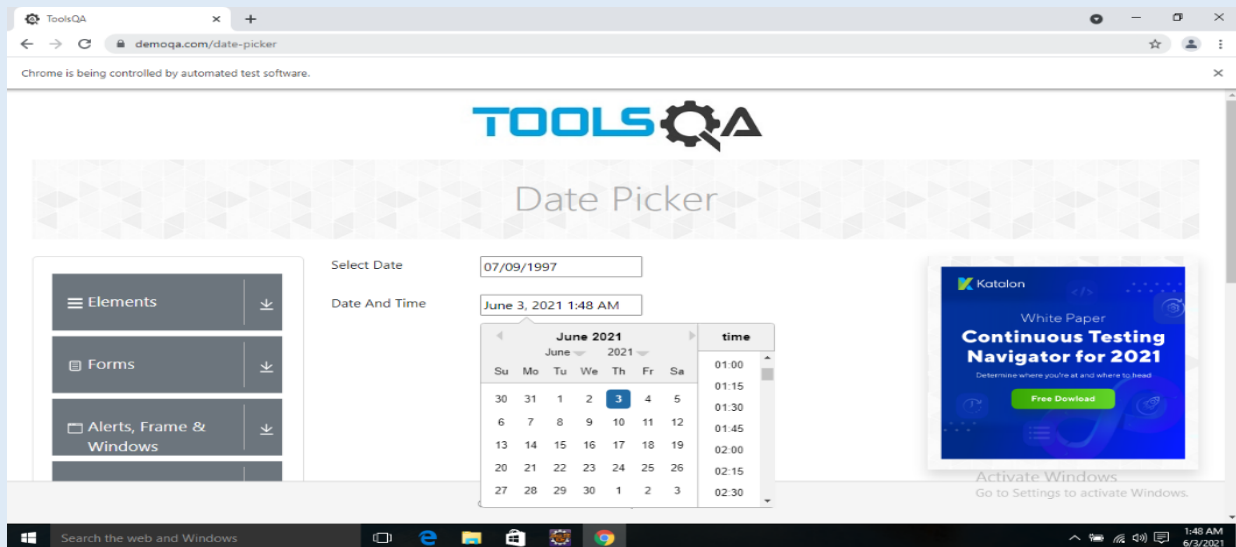 ToolsQA
demoqa.com/date-picker
Chrome is being controlled by automated test software.
TOOLSQA
Date Picker
Select Date 07/09/1997
Date And Time June 3, 2021 1:48 AM
Elements
Forms
Alerts, Frame &
Windows
June 2021
June 2021
Su Mo Tu We Th Fr Sa
30 31 1 2 3 4 5
6 7 8 9 10 11 12
13 14 15 16 17 18 19
20 21 22 23 24 25 26
27 28 29 30 1 2 3
time
01:00
01:15
01:30
01:45
02:00
02:15
02:30
Katalon
White Paper
Continuous Testing
Navigator for 2021
Determine where you're at and where to head
Free Dowload
Activate Windows
Go to Settings to activate Windows.
Search the web and Windows
1:48 AM
6/3/2021